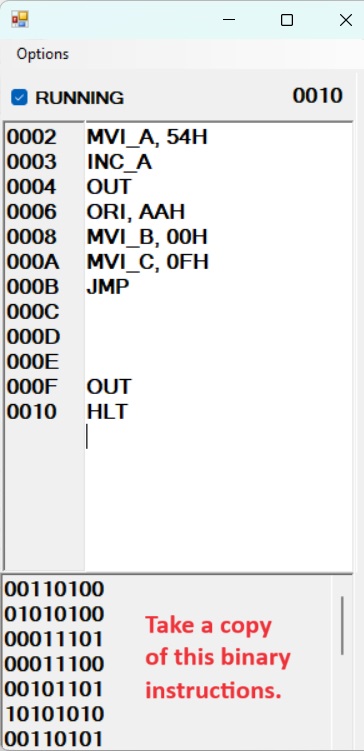 Options
RUNNING 0010
0002 MVI_A, 54H
0003 INC_A
0004 OUT
0006 ORI, AAH
0008 MVI_B, 00H
000A MVI_C, 0FH
000B JMP
000C
000D
000E
000F OUT
0010 HLT
00110100
01010100
00011101
00011100
00101101
10101010
00110101
Take a copy
of this binary
instructions.